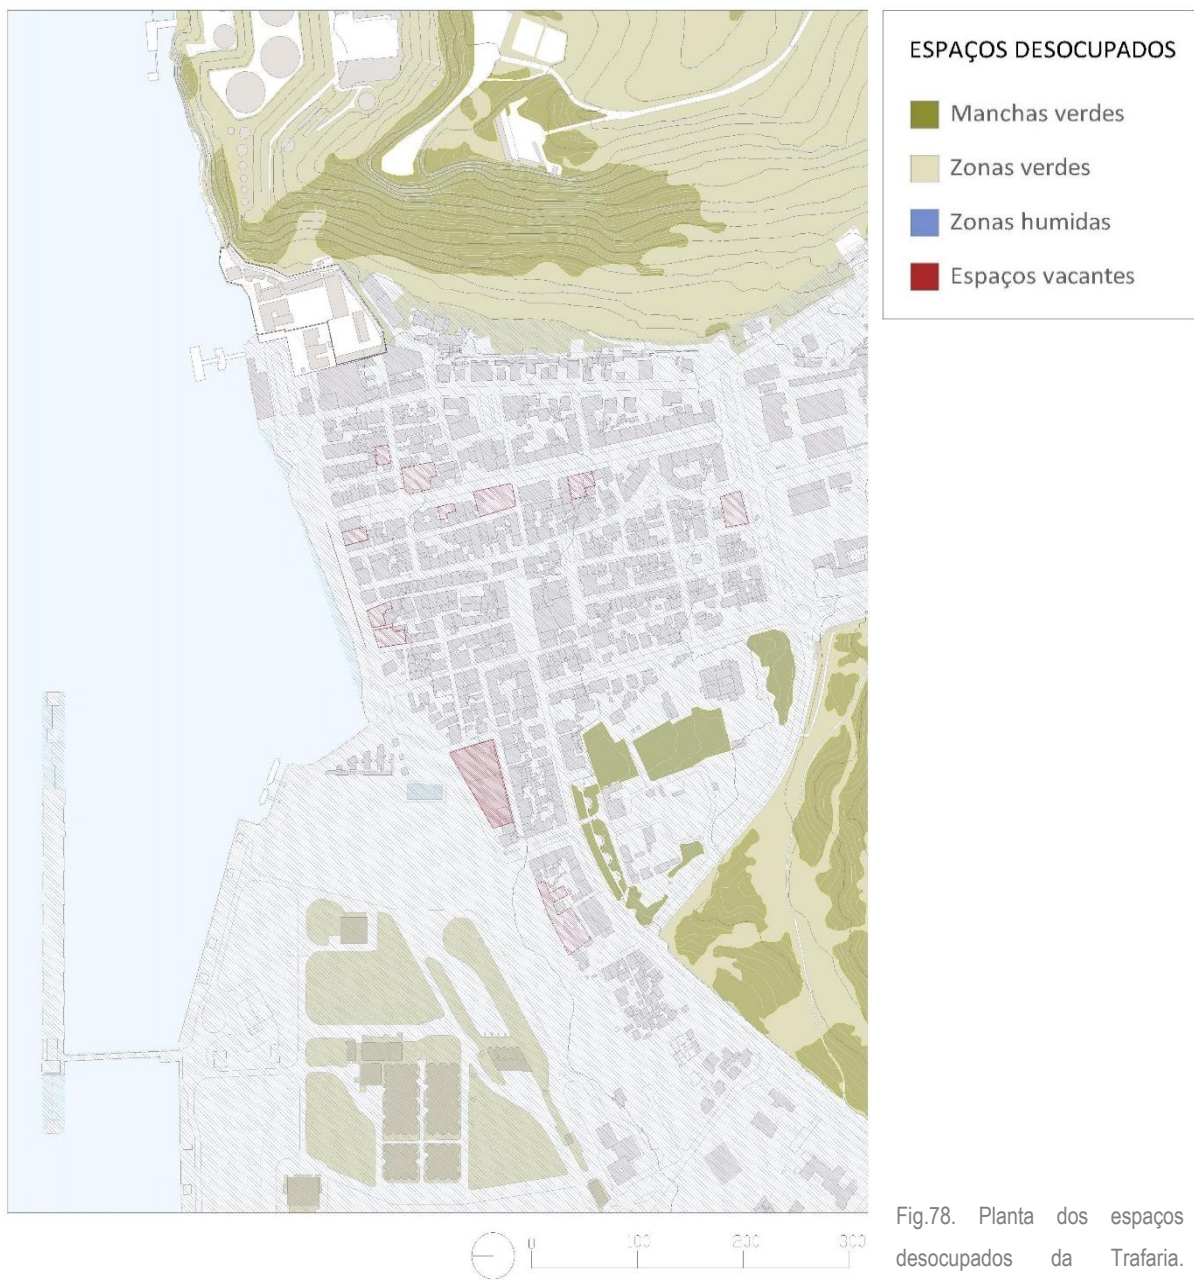 ESPAÇOS DESOCUPADOS
Manchas verdes
Zonas verdes
Zonas humidas
Espaços vacantes
0 100 200 300
Fig.78. Planta dos espaços
desocupados da Trafaria.